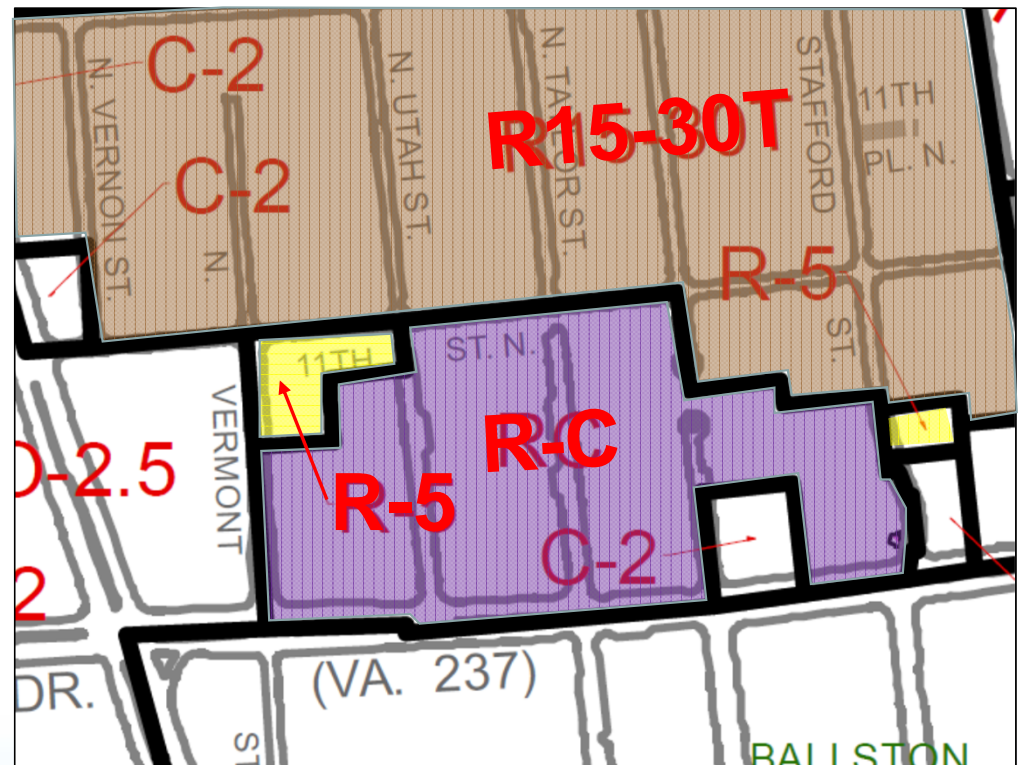 C-2
N. VERNON ST.
N. UTAH ST.
N. TAYLOR ST.
STAFFORD
11TH
PL. N.
R15-30T
C-2
N.
R-5
ST.
11TH
ST. N.
VERMONT
R-C
-2.5
R-5
C-2
2
DR.
(VA. 237)
ST
BALLSTON